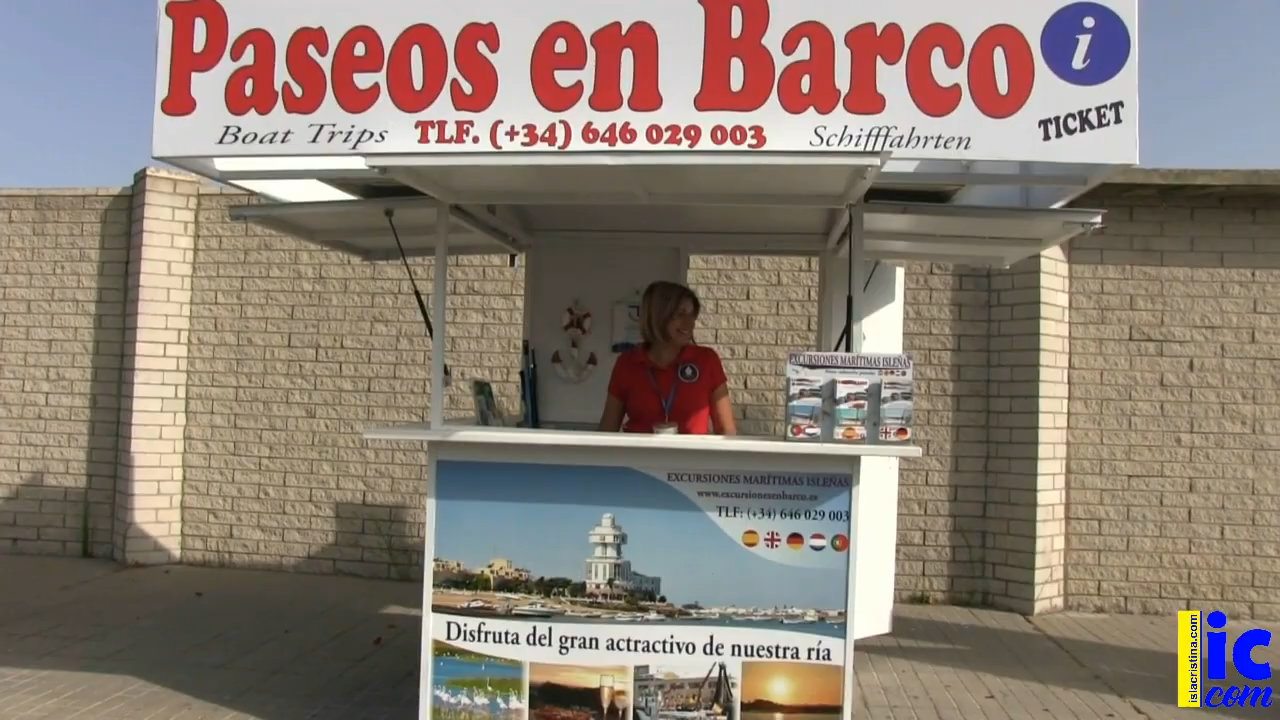 Paseos en Barco
i
TICKET
Boat Trips TLF. (+34) 646 029 003 Schifffahrten
EXCURSIONES MARÍTIMAS ISLEÑAS
EXCURSIONES MARÍTIMAS ISLEÑAS
www.excursionesenbarco.es
TLF: (+34) 646 029 003
Disfruta del gran actractivo de nuestra ría
islacristina.com
ic
com